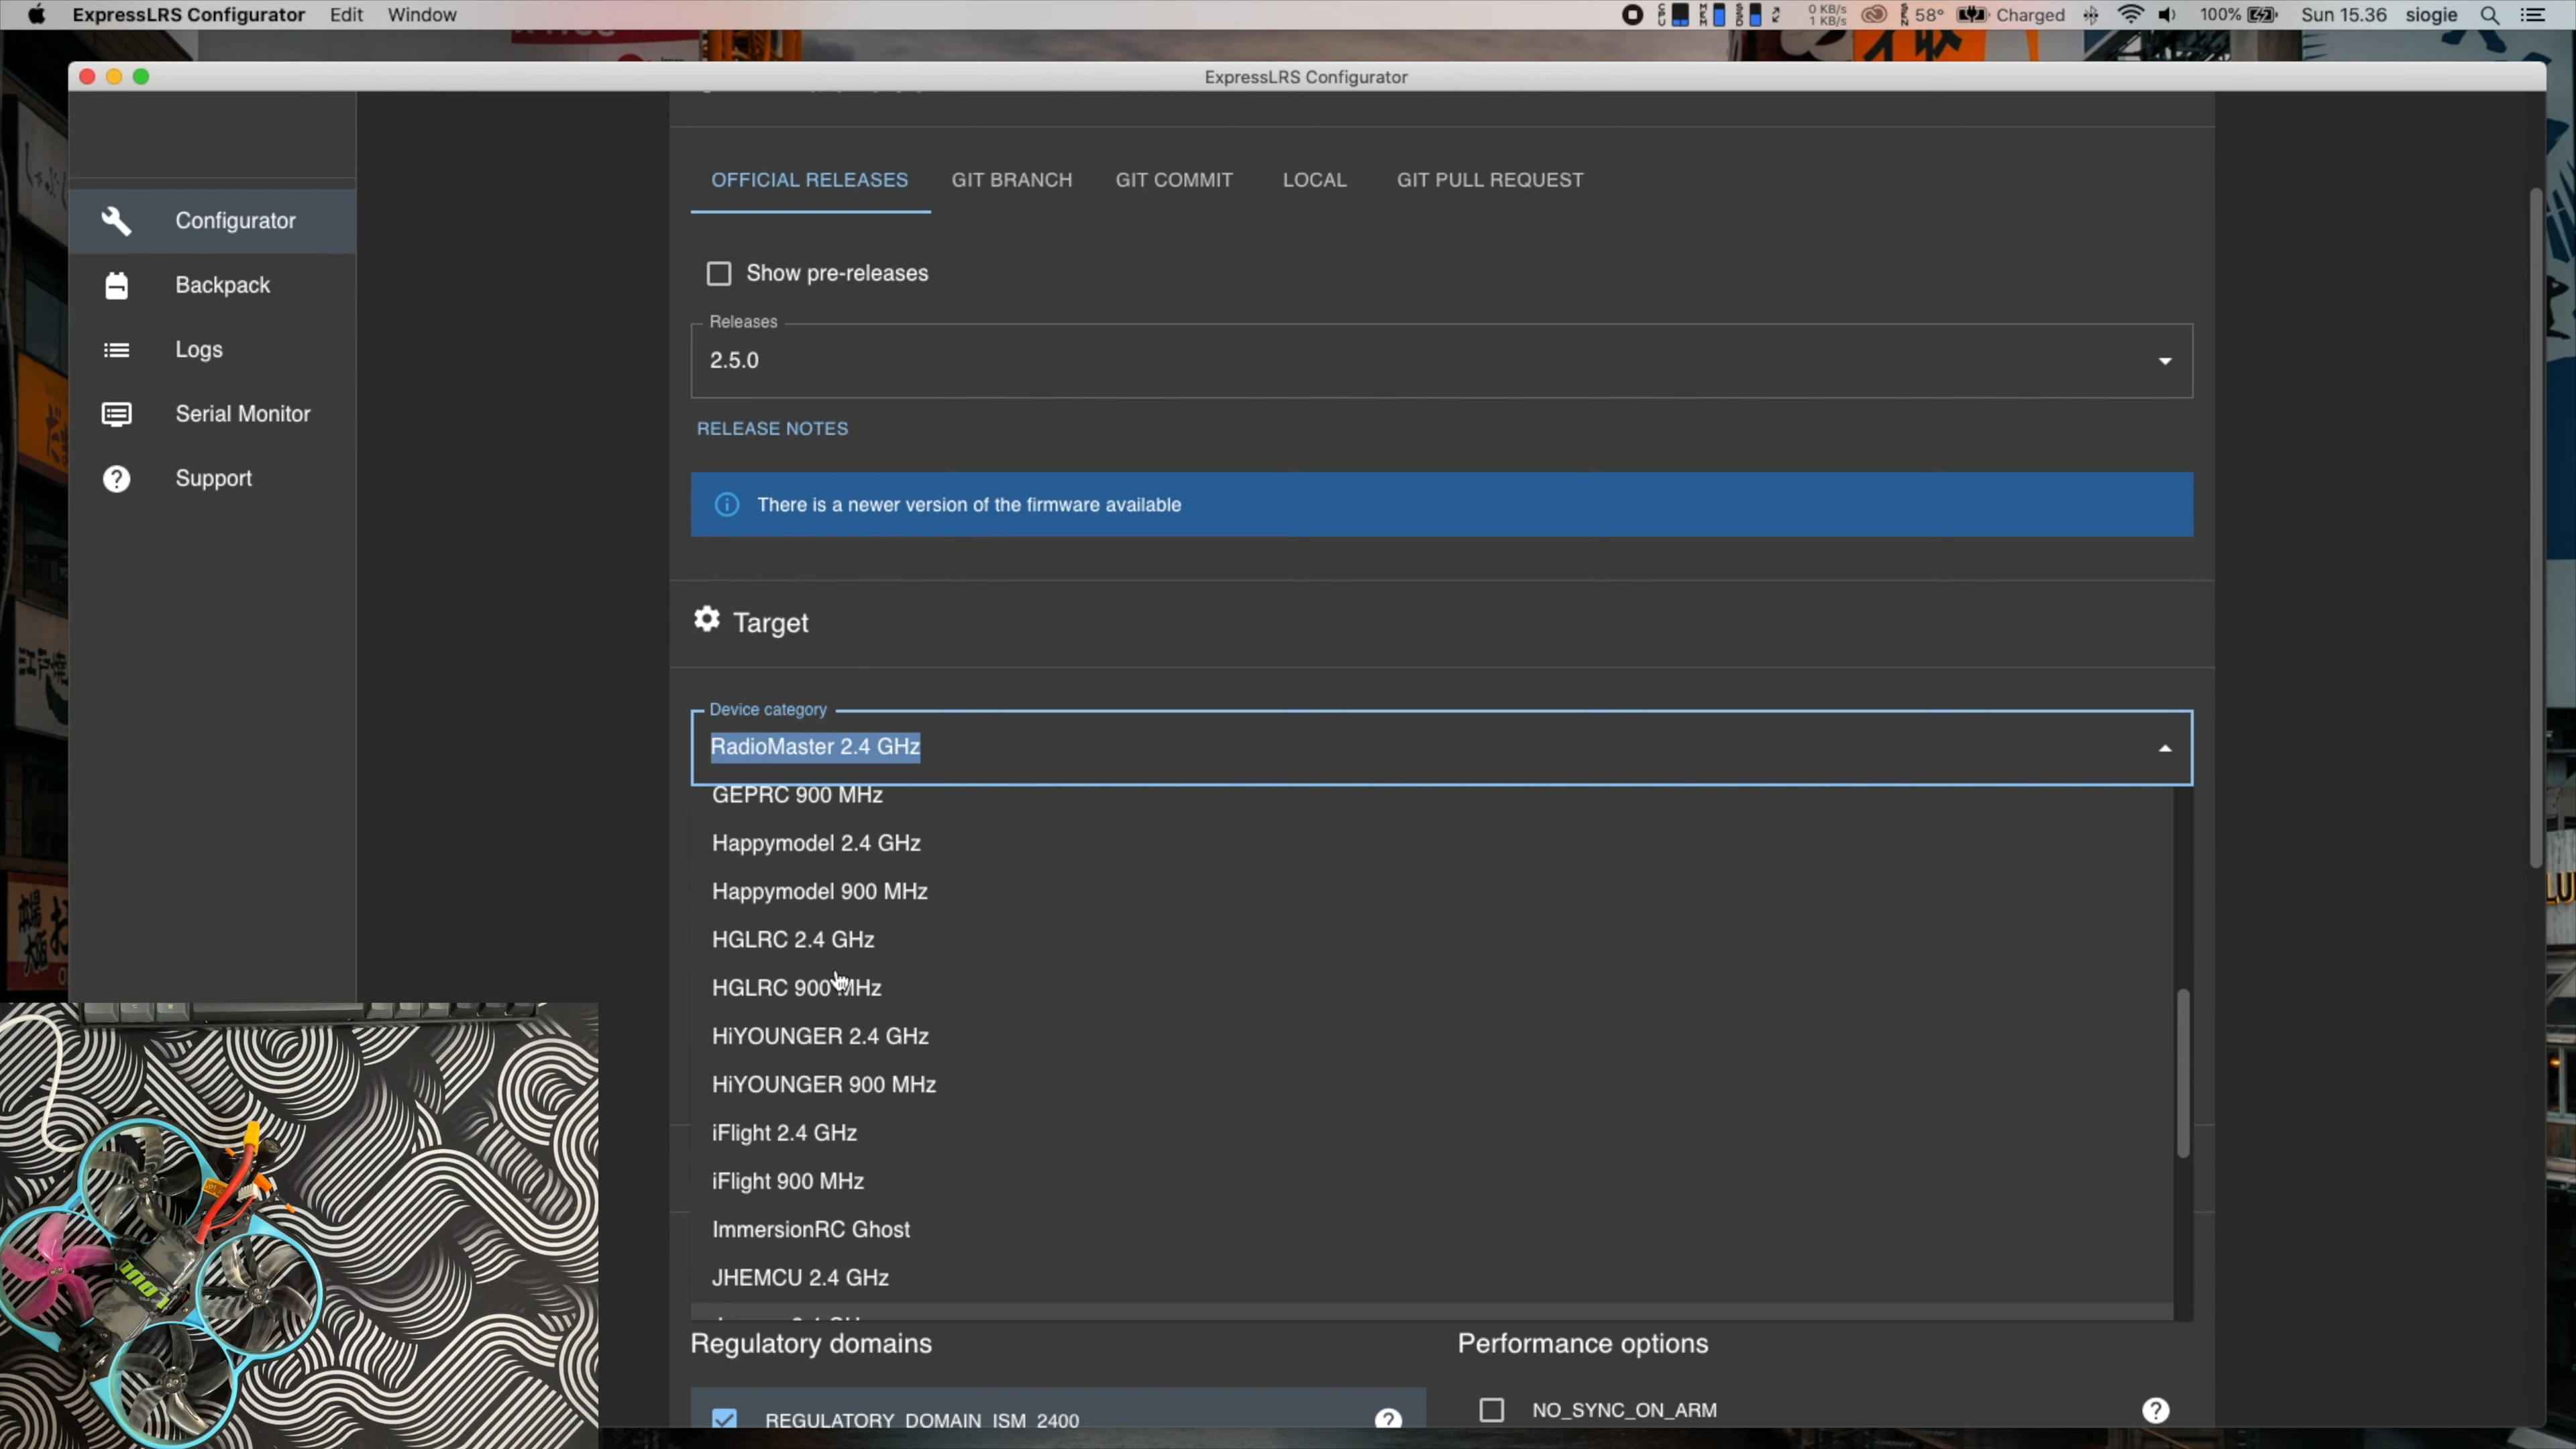 ExpressLRS Configurator Edit Window
0 KB/s
1 KB/s
58° Charged 100% Sun 15.36 siogie
ExpressLRS Configurator
OFFICIAL RELEASES GIT BRANCH GIT COMMIT LOCAL GIT PULL REQUEST
Configurator
Backpack
Logs
Serial Monitor
Support
Show pre-releases
Releases
2.5.0
RELEASE NOTES
There is a newer version of the firmware available
Target
Device category
RadioMaster 2.4 GHz
GEPRC 900 MHz
Happymodel 2.4 GHz
Happymodel 900 MHz
HGLRC 2.4 GHz
HGLRC 900 MHz
HiYOUNGER 2.4 GHz
HiYOUNGER 900 MHz
iFlight 2.4 GHz
iFlight 900 MHz
ImmersionRC Ghost
JHEMCU 2.4 GHz
Regulatory domains
Performance options
REGULATORY_DOMAIN_ISM_2400
NO_SYNC_ON_ARM